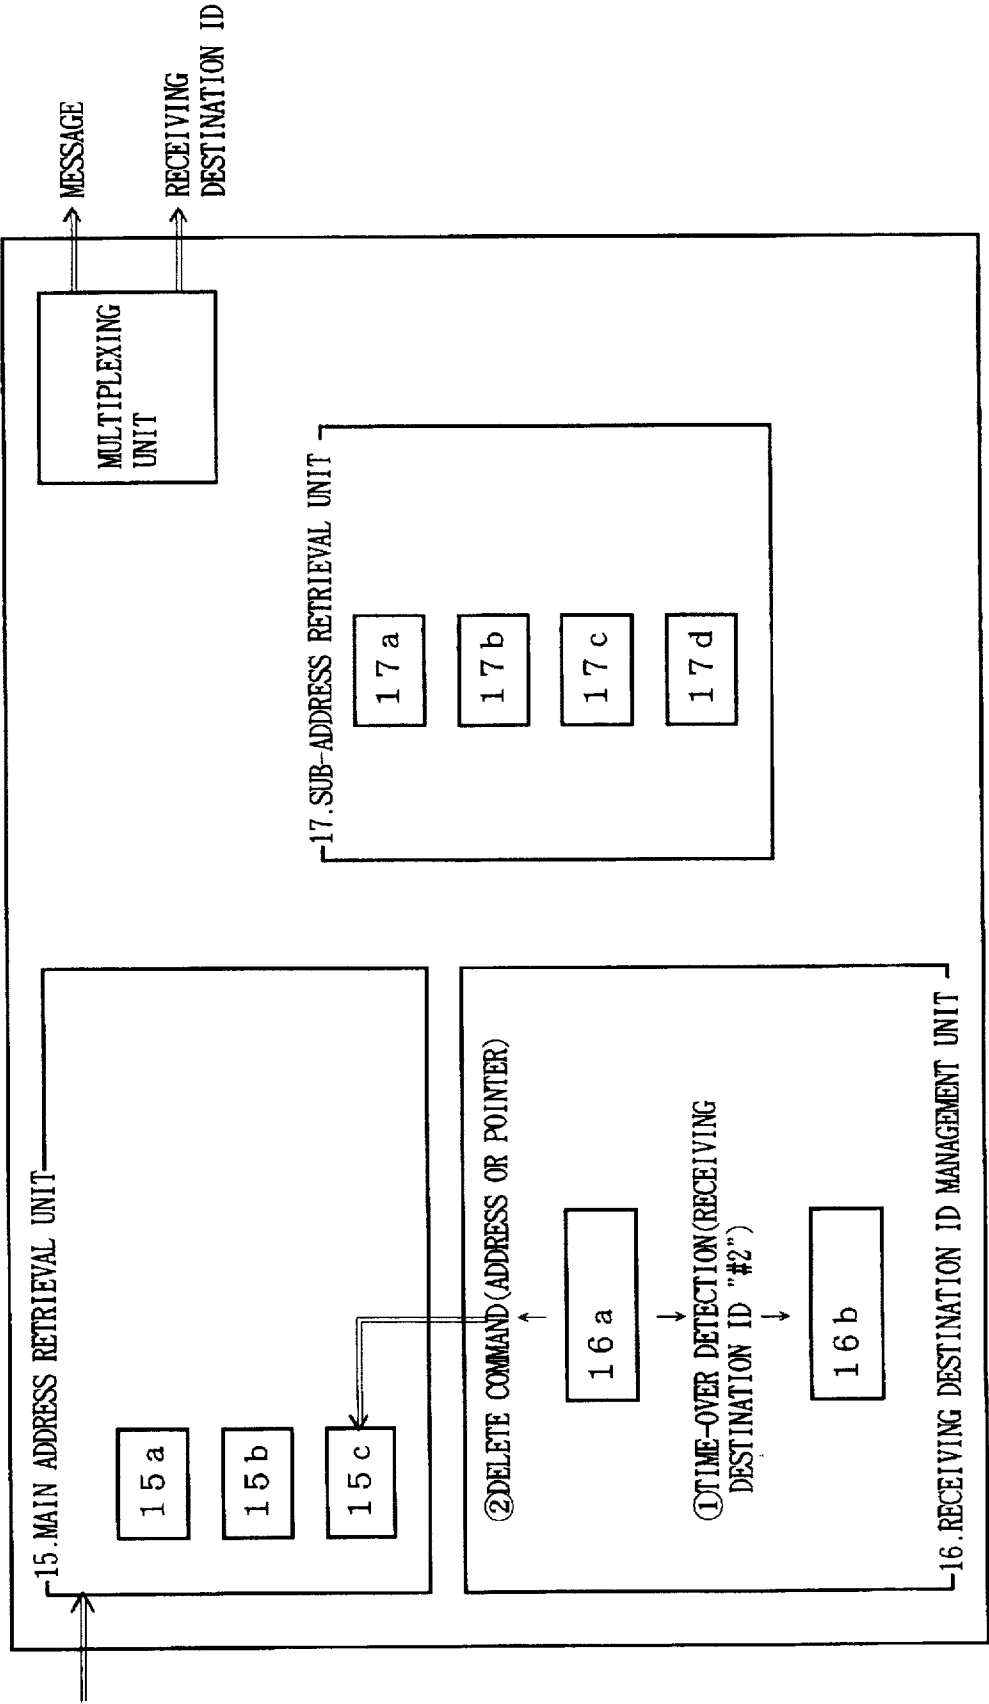 15.MAIN ADDRESS RETRIEVAL UNIT
15a
15b
15c
②DELETE COMMAND(ADDRESS OR POINTER)
16a
①TIME-OVER DETECTION(RECEIVING
DESTINATION ID "#2")
16b
16.RECEIVING DESTINATION ID MANAGEMENT UNIT
17.SUB-ADDRESS RETRIEVAL UNIT
17a
17b
17c
17d
MULTIPLEXING
UNIT
MESSAGE
RECEIVING
DESTINATION ID